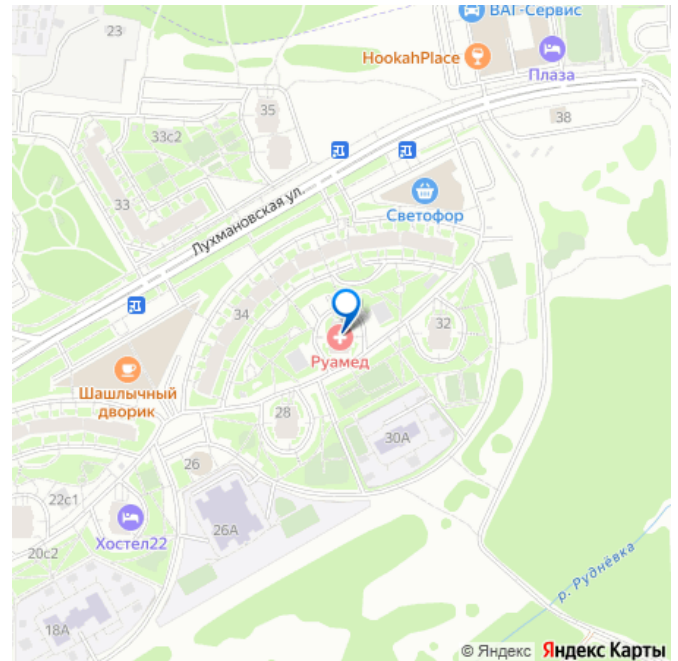 ВАГ-Сервис
23
HookahPlace
Плаза
35
38
33с2
33
Лухмановская ул.
Светофор
34
32
Руамед
Шашлычный
дворик
28
30А
26
22с1
26А
20с2
Хостел22
р. Руднёвка
18А
© Яндекс Яндекс Карты